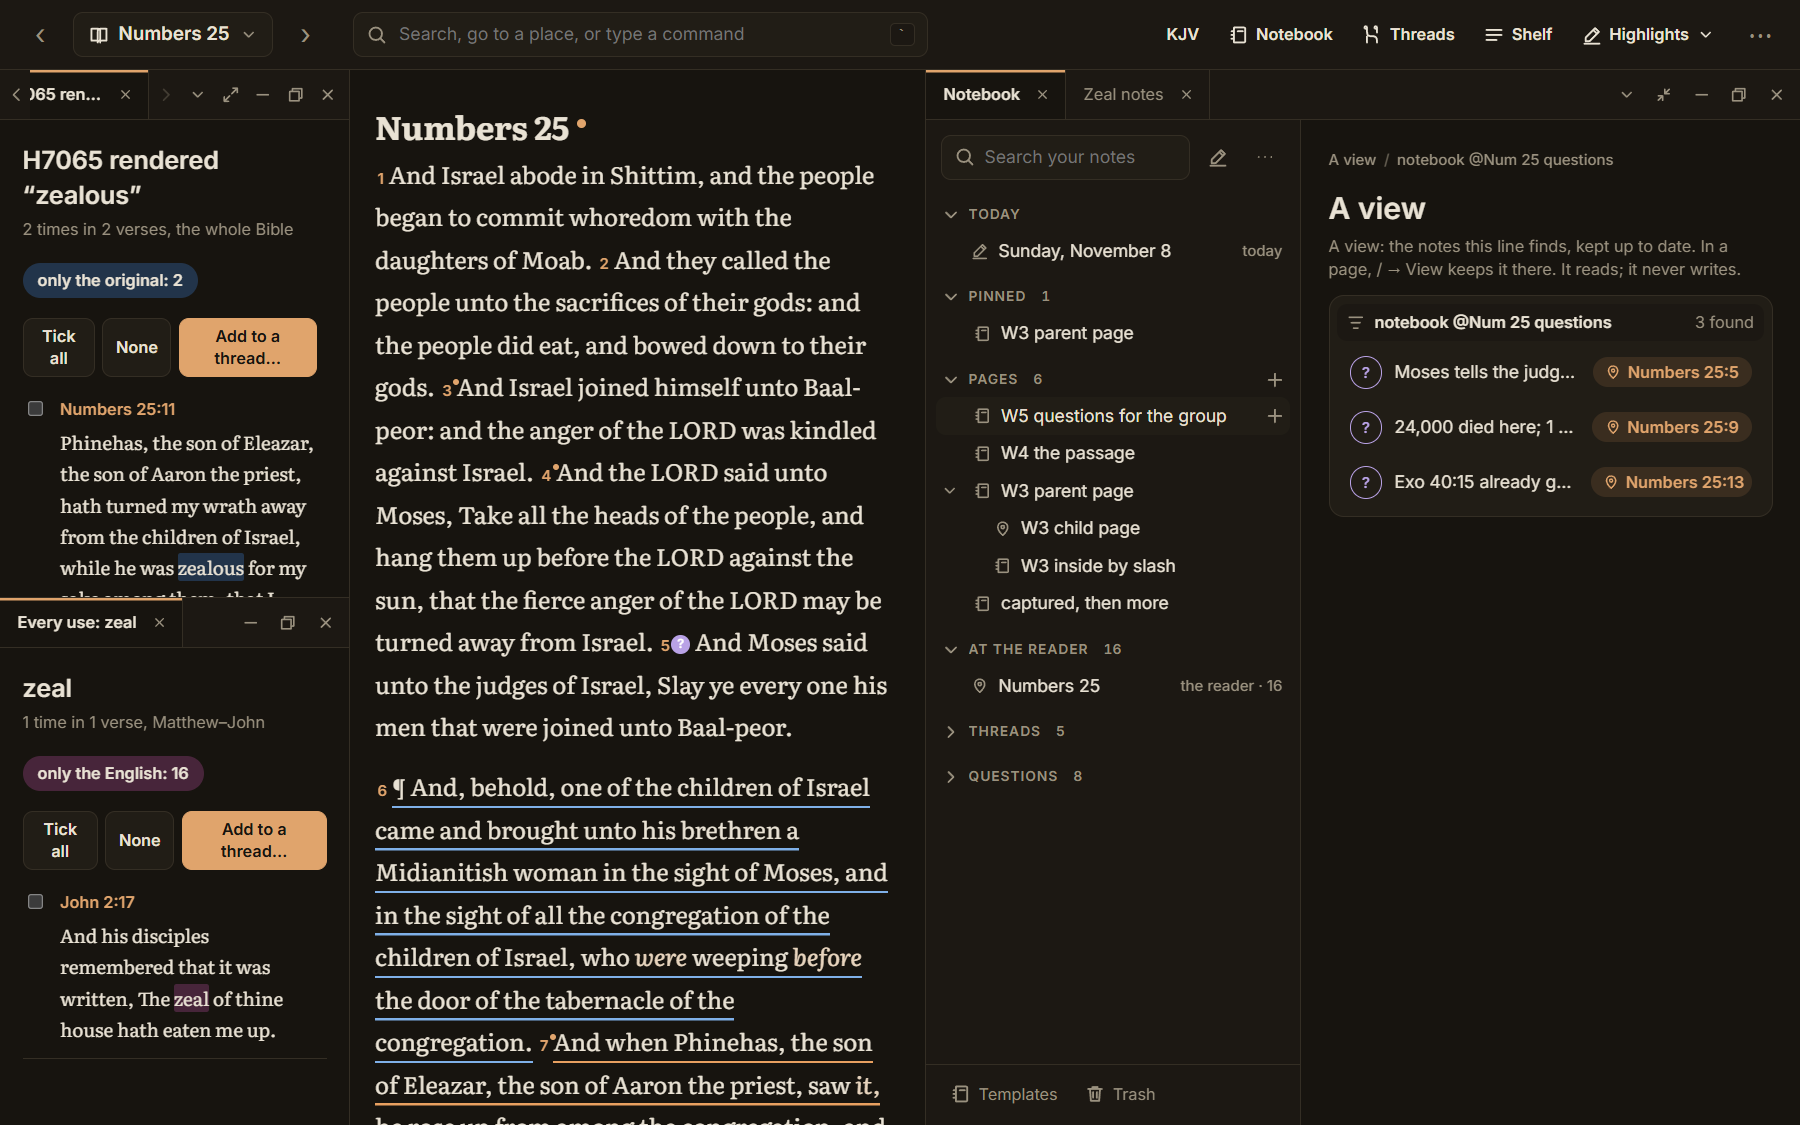 Numbers 25
Search, go to a place, or type a command
`
KJV
Notebook
Threads
Shelf
Highlights
065 ren...
H7065 rendered
“zealous”
2 times in 2 verses, the whole Bible
only the original: 2
Tick
all
None
Add to a
thread...
Numbers 25:11
Phinehas, the son of Eleazar,
the son of Aaron the priest,
hath turned my wrath away
from the children of Israel,
while he was zealous for my
Every use: zeal
zeal
1 time in 1 verse, Matthew–John
only the English: 16
Tick
all
None
Add to a
thread...
John 2:17
And his disciples
remembered that it was
written, The zeal of thine
house hath eaten me up.
Numbers 25
1 And Israel abode in Shittim, and the people
began to commit whoredom with the
daughters of Moab. 2 And they called the
people unto the sacrifices of their gods: and
the people did eat, and bowed down to their
gods. 3 And Israel joined himself unto Baal-
peor: and the anger of the LORD was kindled
against Israel. 4 And the LORD said unto
Moses, Take all the heads of the people, and
hang them up before the LORD against the
sun, that the fierce anger of the LORD may be
turned away from Israel. 5 ? And Moses said
unto the judges of Israel, Slay ye every one his
men that were joined unto Baal-peor.
6 ¶ And, behold, one of the children of Israel
came and brought unto his brethren a
Midianitish woman in the sight of Moses, and
in the sight of all the congregation of the
children of Israel, who were weeping before
the door of the tabernacle of the
congregation. 7 And when Phinehas, the son
of Eleazar, the son of Aaron the priest, saw it,
he rose up from among the congregation, and
Notebook
Zeal notes
Search your notes
TODAY
Sunday, November 8
today
PINNED 1
W3 parent page
PAGES 6
W5 questions for the group
W4 the passage
W3 parent page
W3 child page
W3 inside by slash
captured, then more
AT THE READER 16
Numbers 25
the reader · 16
THREADS 5
QUESTIONS 8
Templates
Trash
A view / notebook @Num 25 questions
A view
A view: the notes this line finds, kept up to date. In a
page, / → View keeps it there. It reads; it never writes.
notebook @Num 25 questions
3 found
? Moses tells the judg... Numbers 25:5
? 24,000 died here; 1 ... Numbers 25:9
? Exo 40:15 already g... Numbers 25:13